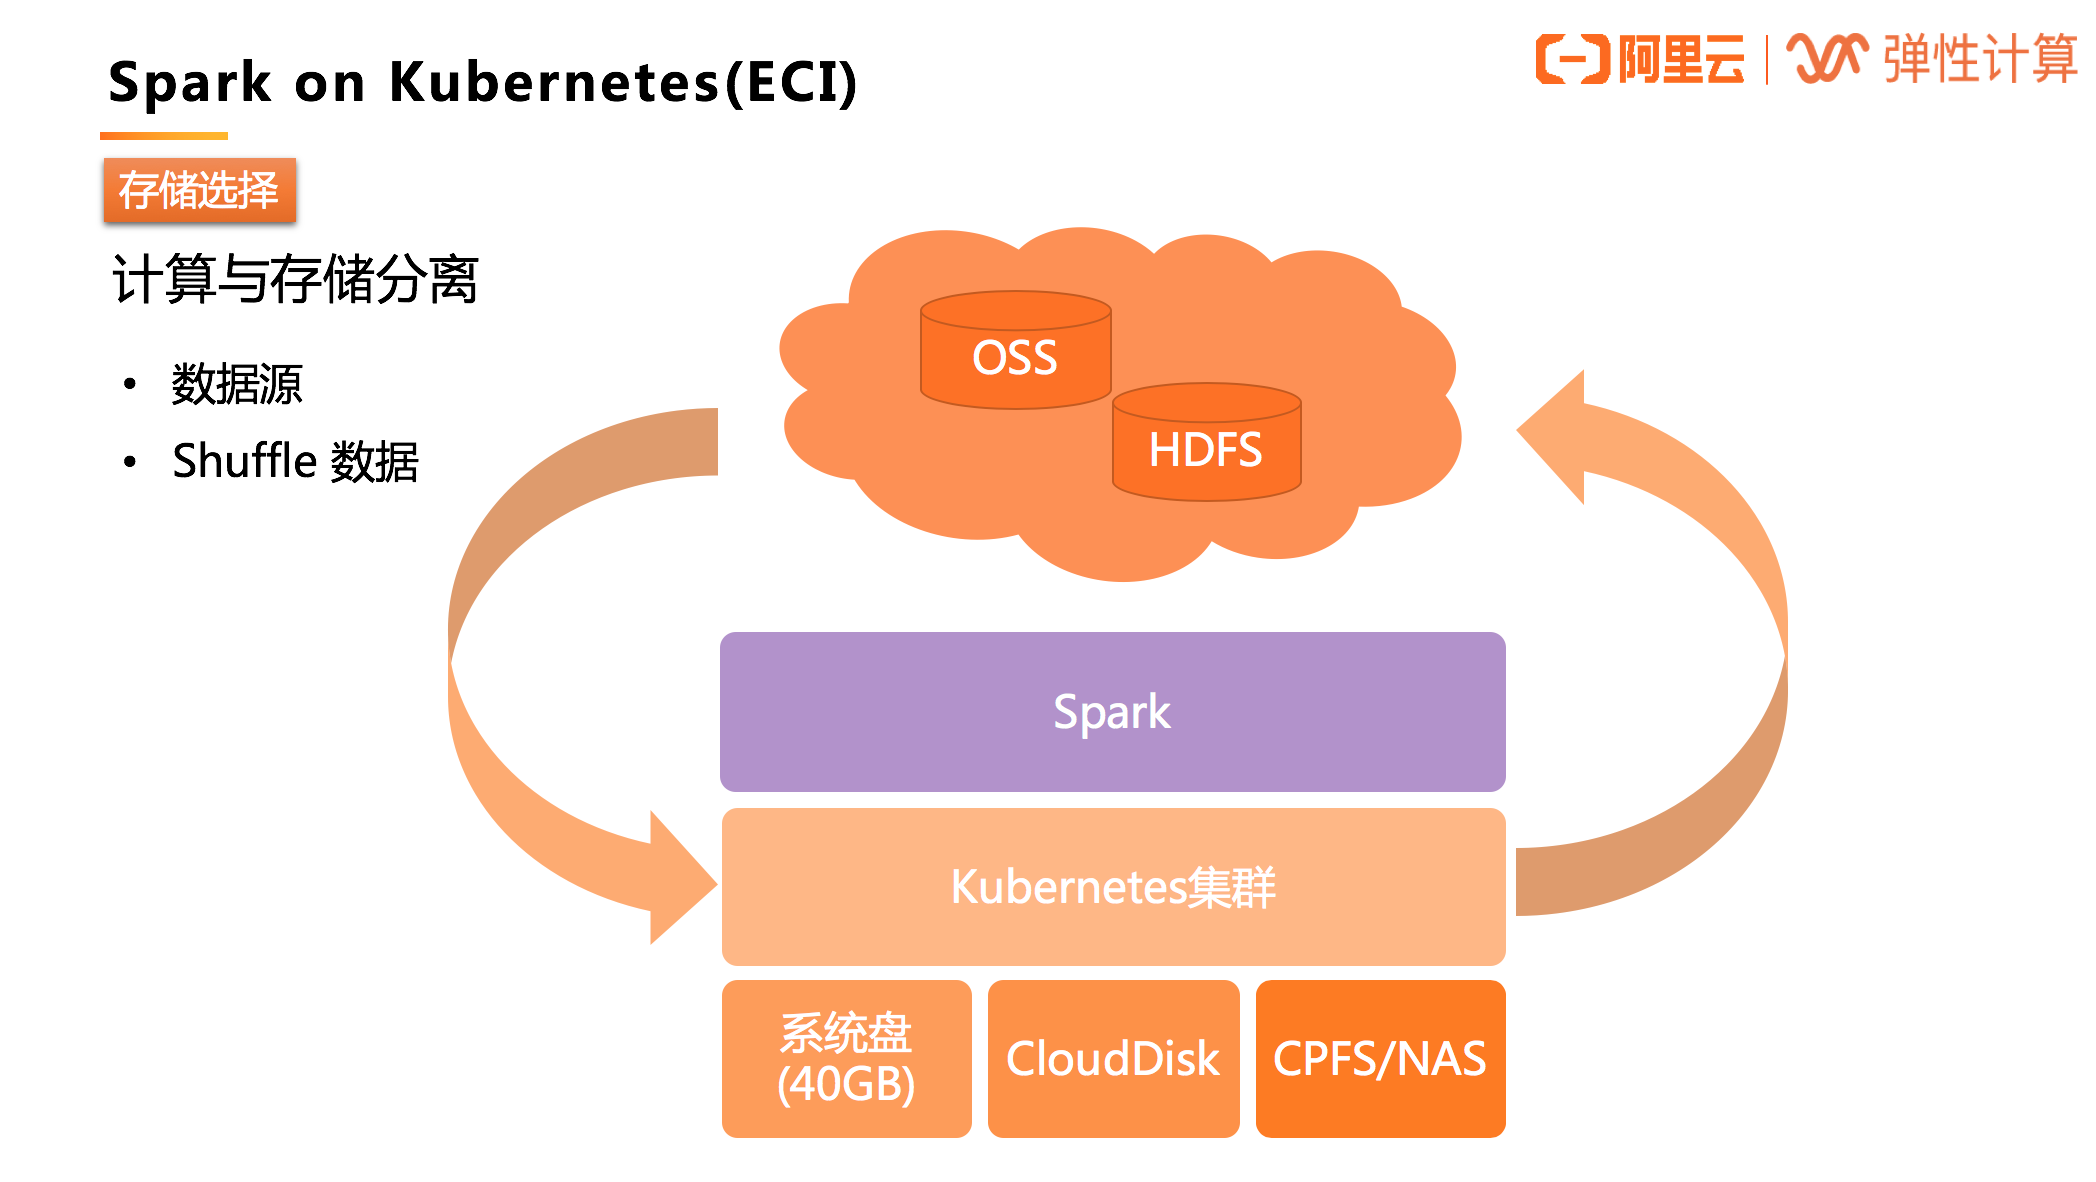 Spark on Kubernetes(ECI)
阿里云 弹性计算
存储选择
计算与存储分离
• 数据源
• Shuffle 数据
OSS
HDFS
Spark
Kubernetes集群
系统盘
(40GB)
CloudDisk
CPFS/NAS